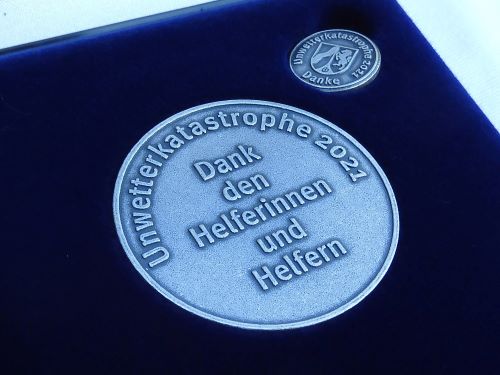 Unwetterkatastrophe 2021
Danke
Unwetterkatastrophe 2021
Dank
den
Helferinnen
und
Helfern